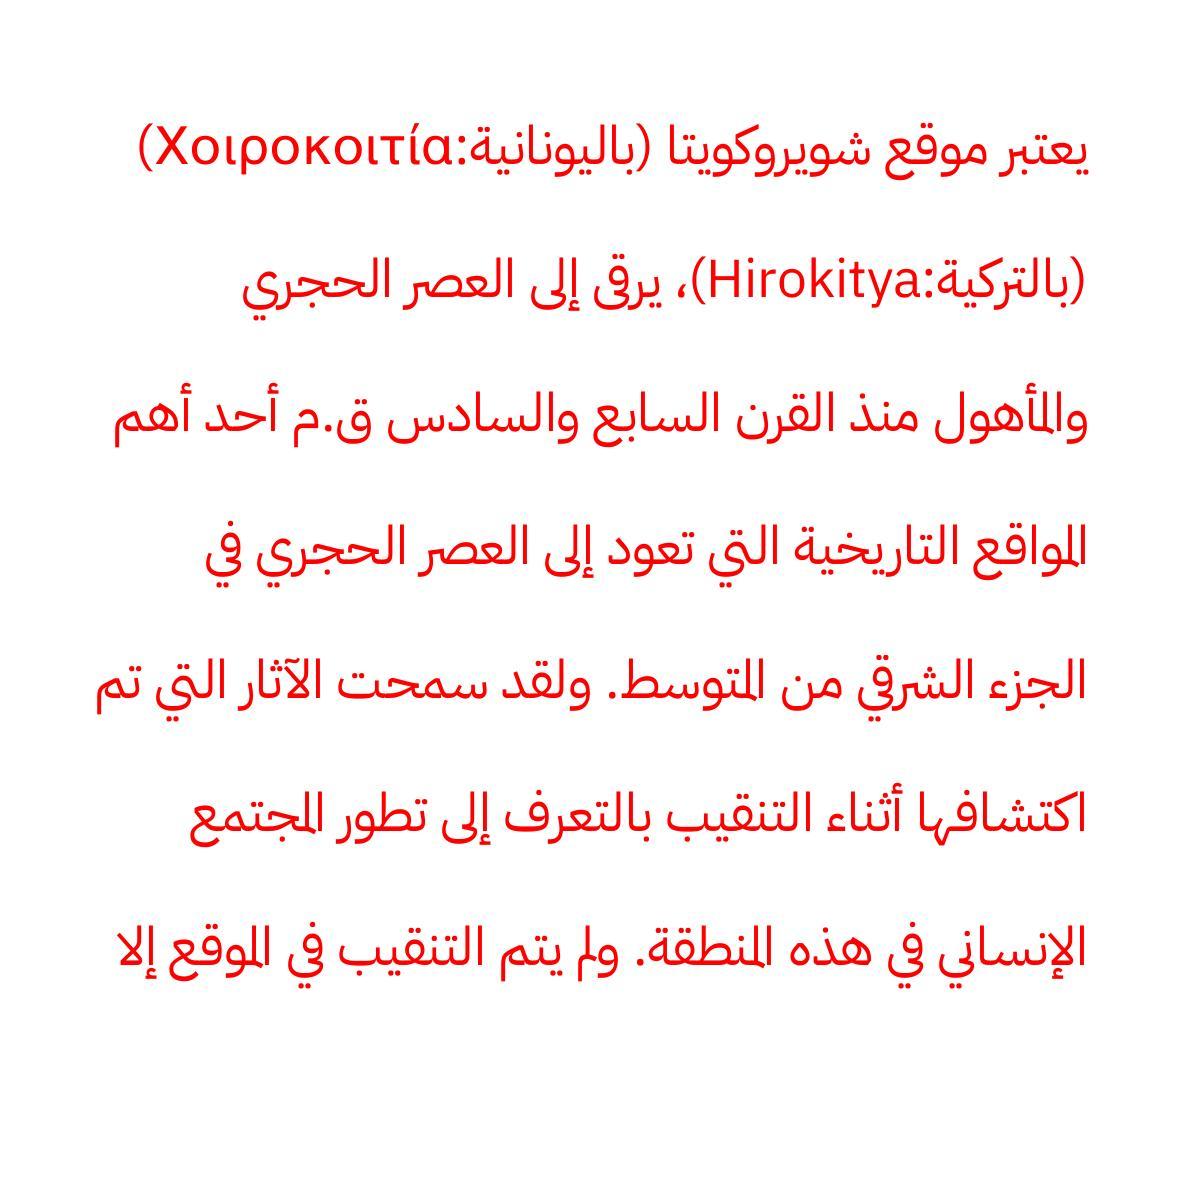 يعتبر موقع شويروكويتا (باليونانية:Χοιροκοιτία)
(بالتركية:Hirokitya)، يرقى إلى العصر الحجري
والمأهول منذ القرن السابع والسادس ق.م أحد أهم
المواقع التاريخية التي تعود إلى العصر الحجري في
الجزء الشرقي من المتوسط. ولقد سمحت الآثار التي تم
اكتشافها أثناء التنقيب بالتعرف إلى تطور المجتمع
الإنساني في هذه المنطقة. ولم يتم التنقيب في الموقع إلا